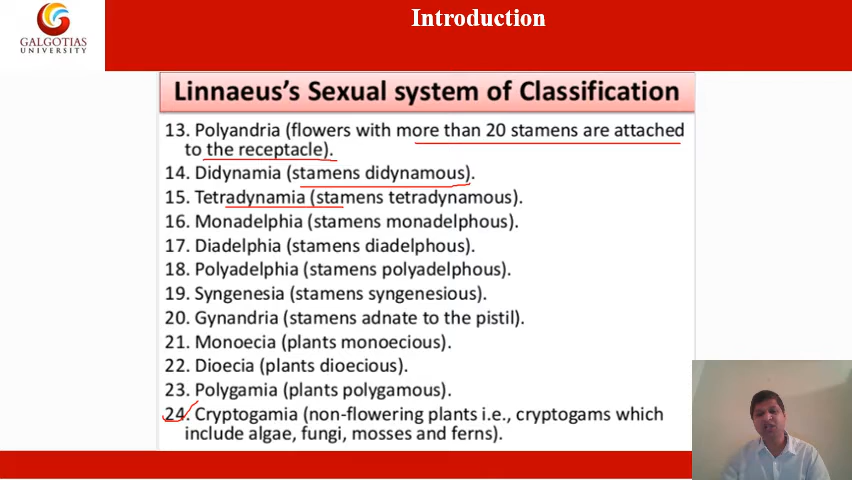 Introduction
GALGOTIAS
UNIVERSITY
Linnaeus's Sexual system of Classification
13. Polyandria (flowers with more than 20 stamens are attached
to the receptacle).
14. Didynamia (stamens didynamous).
15. Tetradynamia (stamens tetradynamous).
16. Monadelphia (stamens monadelphous).
17. Diadelphia (stamens diadelphous).
18. Polyadelphia (stamens polyadelphous).
19. Syngenesia (stamens syngenesious).
20. Gynandria (stamens adnate to the pistil).
21. Monoecia (plants monoecious).
22. Dioecia (plants dioecious).
23. Polygamia (plants polygamous).
24. Cryptogamia (non-flowering plants i.e., cryptogams which
include algae, fungi, mosses and ferns).